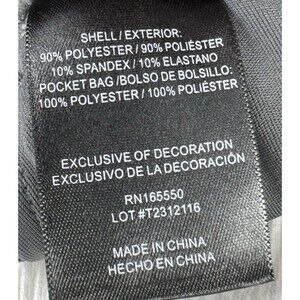 SHELL / EXTERIOR:
90% POLYESTER / 90% POLIÉSTER
10% SPANDEX / 10% ELASTANO
POCKET BAG /BOLSO DE BOLSILLO:
100% POLYESTER / 100% POLIÉSTER
EXCLUSIVE OF DECORATION
EXCLUSIVO DE LA DECORACIÓN
RN165550
LOT #T2312116
MADE IN CHINA
HECHO EN CHINA